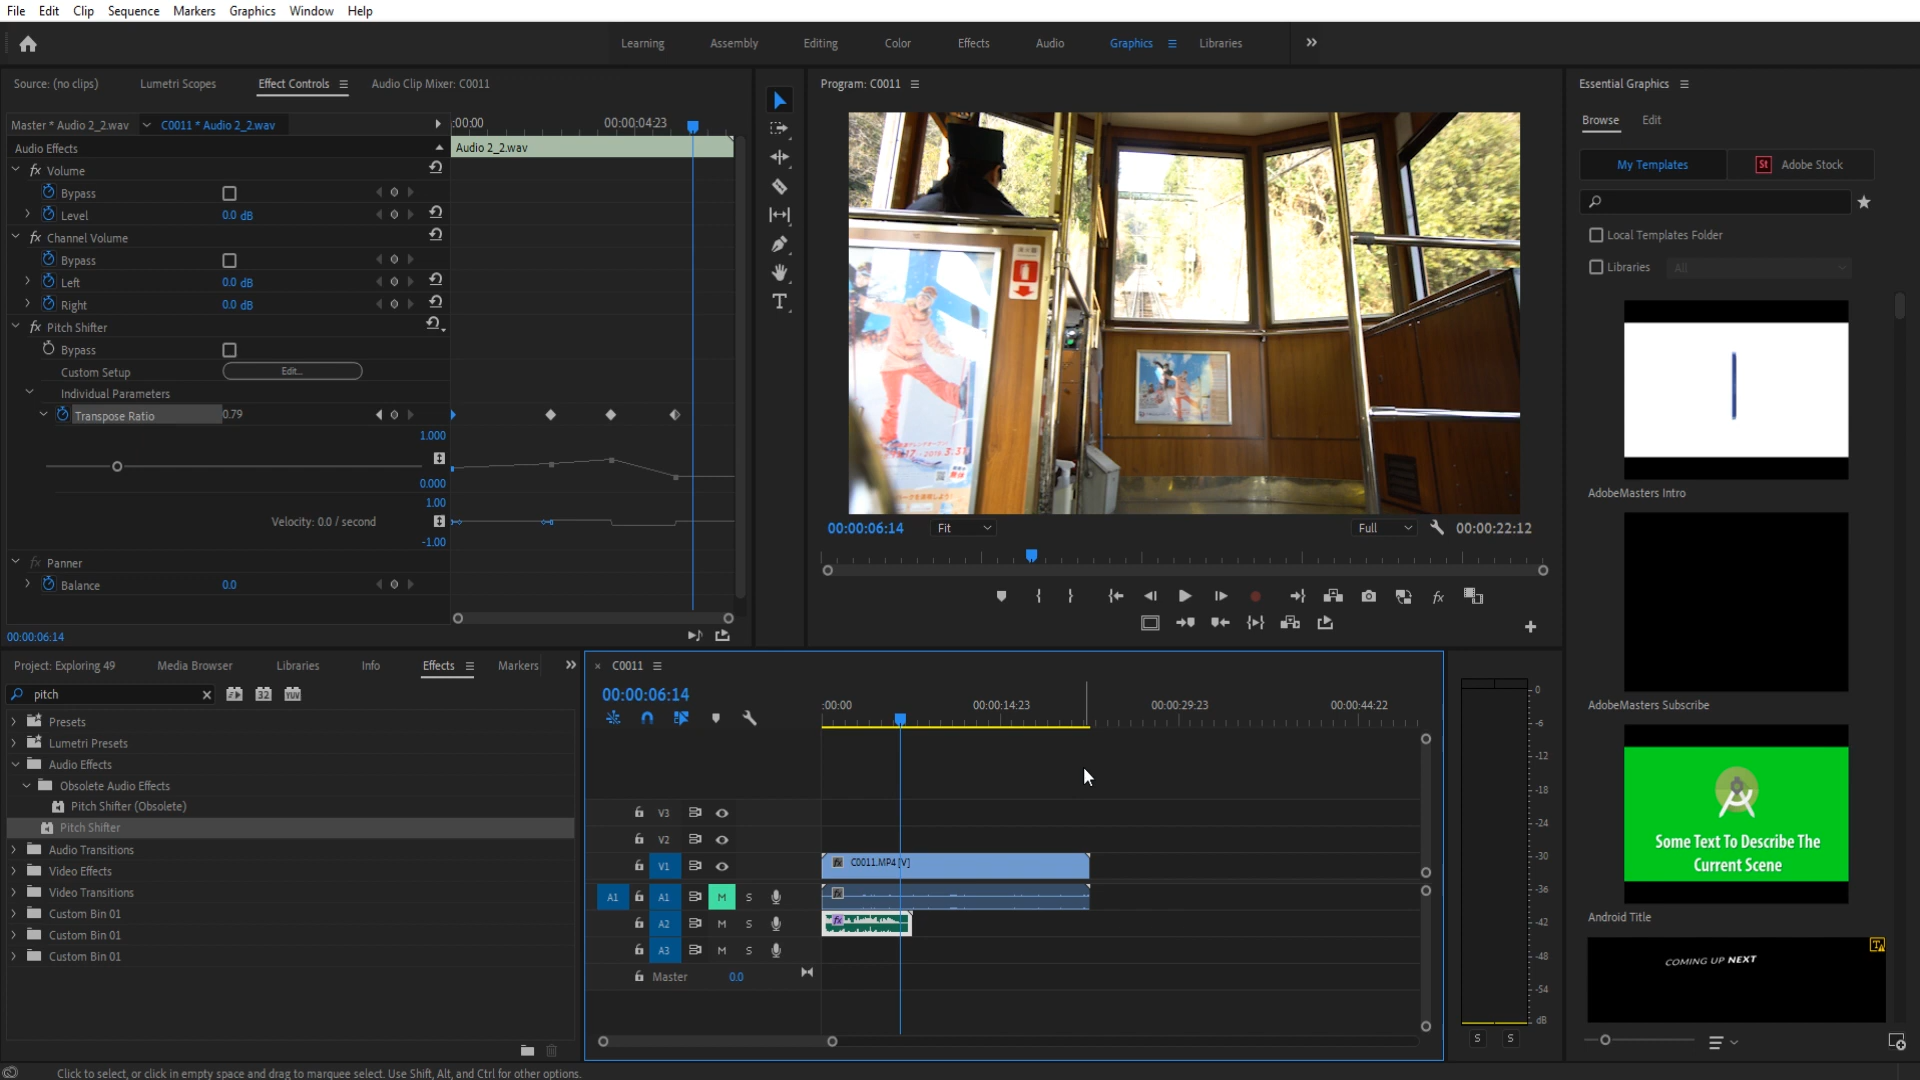 File Edit Clip Sequence Markers Graphics Window Help
Learning Assembly Editing Color Effects Audio Graphics Libraries
Source: (no clips) Lumetri Scopes Effect Controls Audio Clip Mixer: C0011
Master * Audio 2_2.wav C0011 * Audio 2_2.wav
:00:00 00:00:04:23
Audio Effects
Audio 2_2.wav
fx Volume
Bypass
Level 0.0 dB
fx Channel Volume
Bypass
Left 0.0 dB
Right 0.0 dB
fx Pitch Shifter
Bypass
Custom Setup Edit...
Individual Parameters
Transpose Ratio 0.79
1.000
0.000
1.00
Velocity: 0.0 / second
-1.00
fx Panner
Balance 0.0
00:00:06:14
Program: C0011
00:00:06:14 Fit Full 00:00:22:12
fx
Essential Graphics
Browse Edit
My Templates St Adobe Stock
Local Templates Folder
Libraries All
AdobeMasters Intro
AdobeMasters Subscribe
Some Text To Describe The
Current Scene
Android Title
COMING UP NEXT
Project: Exploring 49 Media Browser Libraries Info Effects Markers
pitch 32 YUV
Presets
Lumetri Presets
Audio Effects
Obsolete Audio Effects
Pitch Shifter (Obsolete)
Pitch Shifter
Audio Transitions
Video Effects
Video Transitions
Custom Bin 01
Custom Bin 01
Custom Bin 01
C0011
00:00:06:14
:00:00 00:00:14:23 00:00:29:23 00:00:44:22
V3
V2
V1 fx C0011.MP4 [V]
A1 A1 M S fx
A2 M S fx
A3 M S
Master 0.0
0
-6
-12
-18
-24
-30
-36
-42
-48
-54
dB
S S
Click to select, or click in empty space and drag to marquee select. Use Shift, Alt, and Ctrl for other options.